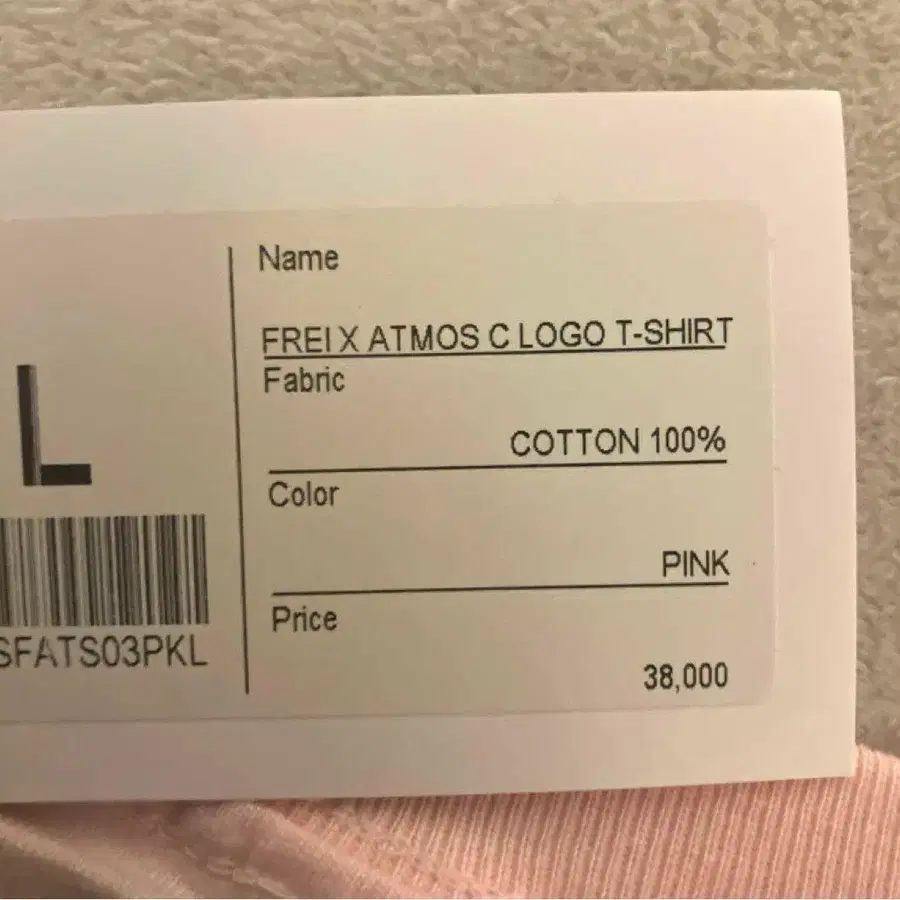 L
SFATS03PKL
Name
FREI X ATMOS C LOGO T-SHIRT
Fabric
COTTON 100%
Color
PINK
Price
38,000